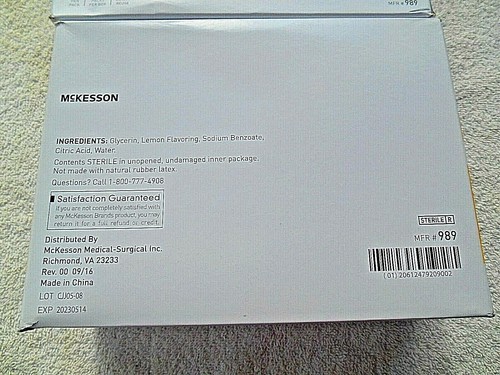 MFR # 989
McKESSON
INGREDIENTS: Glycerin, Lemon Flavoring, Sodium Benzoate,
Citric Acid, Water.
Contents STERILE in unopened, undamaged inner package.
Not made with natural rubber latex
Questions? Call 1-800-777-4908
Satisfaction Guaranteed
If you are not completely satisfied with
any McKesson Brands product, you may
return it for a full refund or credit.
Distributed By
McKesson Medical-Surgical Inc.
Richmond, VA 23233
Rev. 00 09/16
Made in China
LOT CJJ05-08
EXP 20230514
STERILE R
MFR # 989
(01)20612479209002